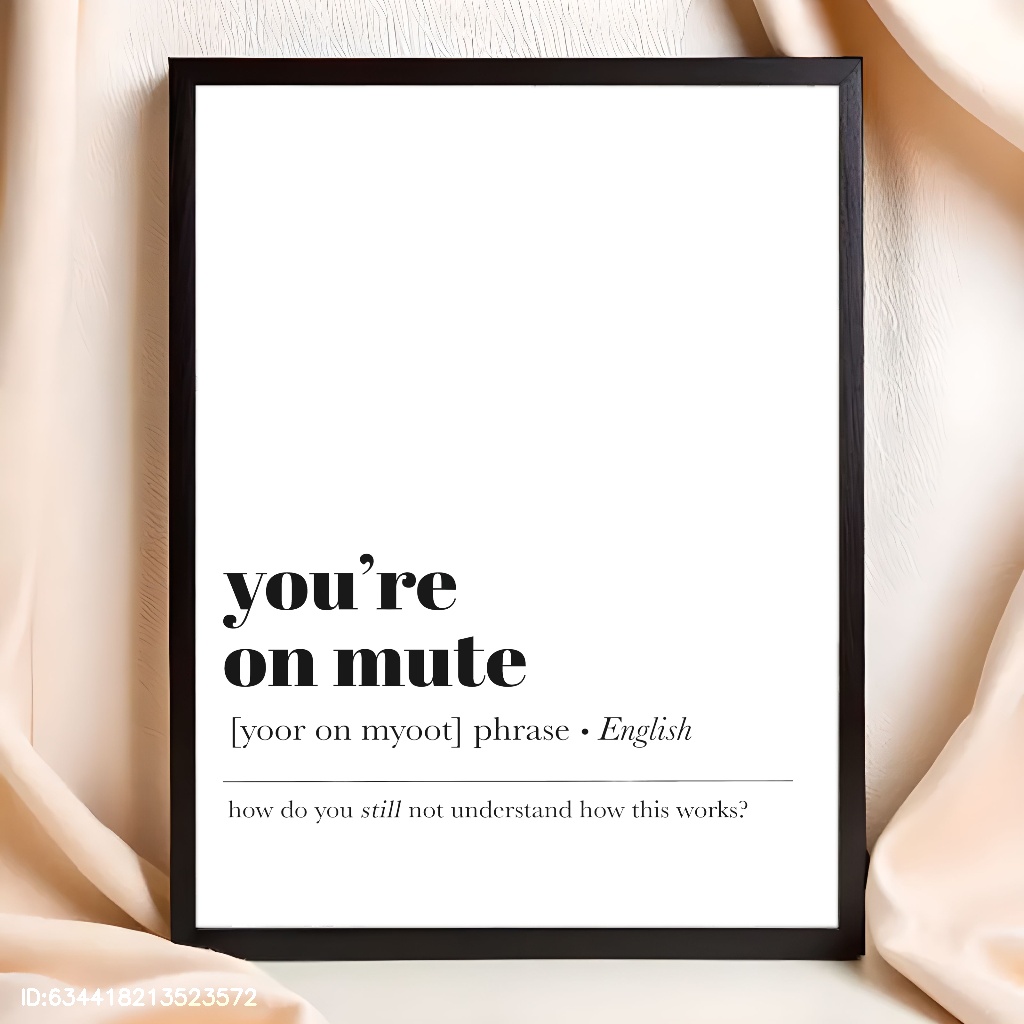 you’re
on mute
[yoor on myoot] phrase • English
how do you still not understand how this works?
ID:634418213523572